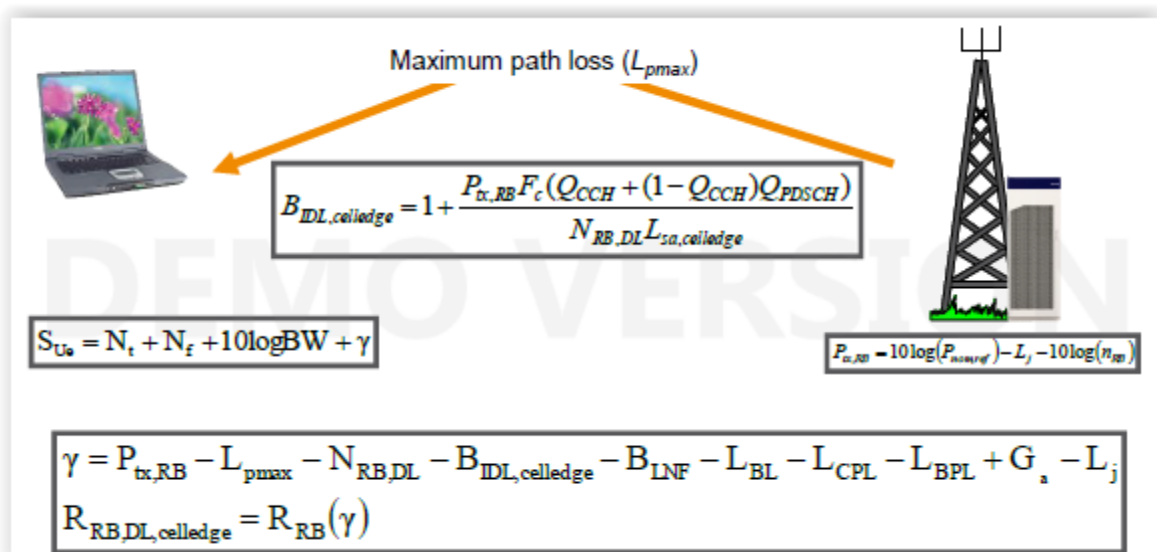 Maximum path loss (L_pmax)
B_IDL,celledge = 1 + P_tx,RB F_c (Q_CCH + (1 − Q_CCH) Q_PDSCH) / N_RB,DL L_sa,celledge
DEMO VERSION
S_Ue = N_t + N_f + 10logBW + γ
P_tx,RB = 10log(P_nom,ref) − L_j − 10log(n_RB)
γ = P_tx,RB − L_pmax − N_RB,DL − B_IDL,celledge − B_LNF − L_BL − L_CPL − L_BPL + G_a − L_j
R_RB,DL,celledge = R_RB(γ)